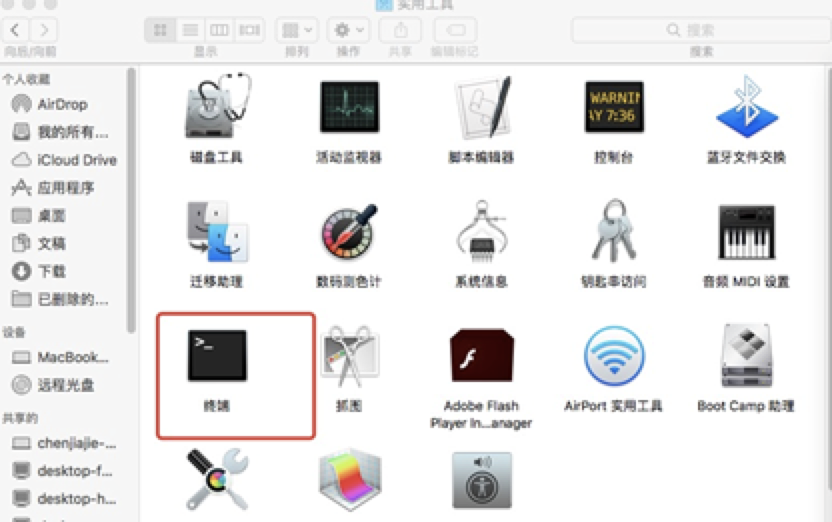 实用工具
向后/向前
显示
排列
操作
共享
编辑标记
搜索
搜索
个人收藏
AirDrop
我的所有...
iCloud Drive
应用程序
桌面
文稿
下载
已删除的...
设备
MacBook...
远程光盘
共享的
chenjiajie-...
desktop-f...
desktop-h...
磁盘工具
活动监视器
脚本编辑器
WARNIN
AY 7:36
控制台
蓝牙文件交换
迁移助理
数码测色计
系统信息
钥匙串访问
音频 MIDI 设置
>_
终端
抓图
Adobe Flash
Player In...anager
AirPort 实用工具
Boot Camp 助理